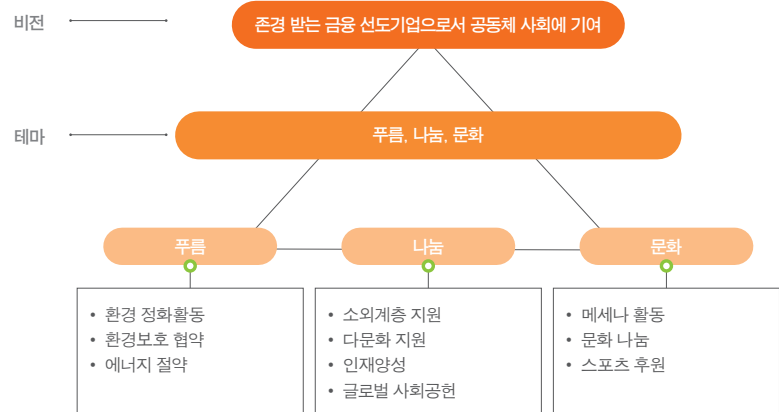 비전
존경 받는 금융 선도기업으로서 공동체 사회에 기여
테마
푸름, 나눔, 문화
푸름
나눔
문화
• 환경 정화활동
• 환경보호 협약
• 에너지 절약
• 소외계층 지원
• 다문화 지원
• 인재양성
• 글로벌 사회공헌
• 메세나 활동
• 문화 나눔
• 스포츠 후원